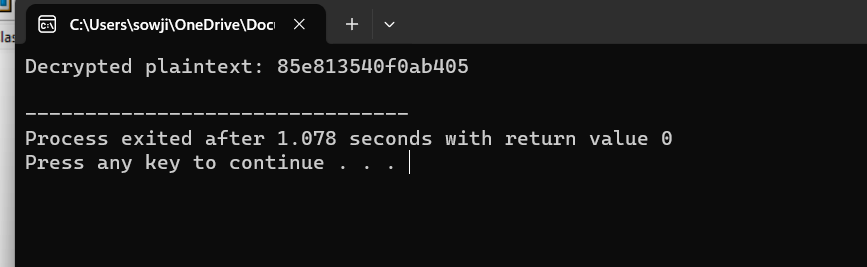 las
C:\Users\sowji\OneDrive\Doc
Decrypted plaintext: 85e813540f0ab405
--------------------------------
Process exited after 1.078 seconds with return value 0
Press any key to continue . . .